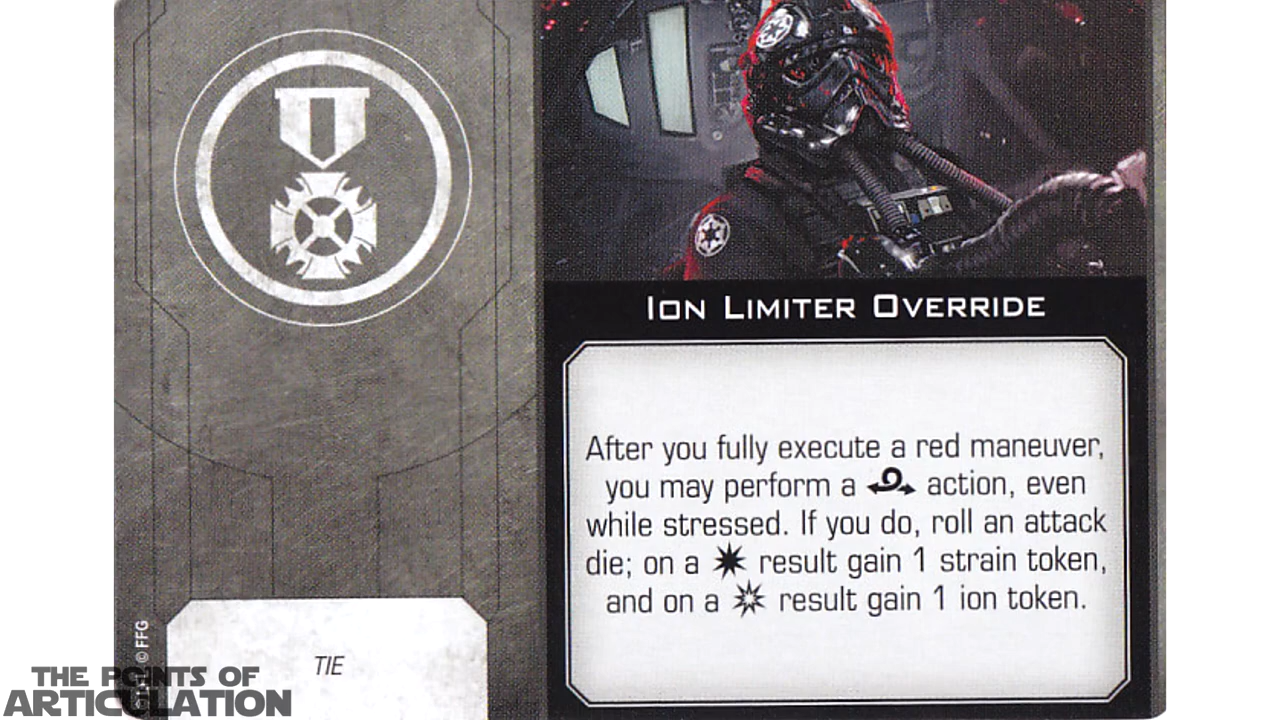 ION LIMITER OVERRIDE
After you fully execute a red maneuver,
you may perform a action, even
while stressed. If you do, roll an attack
die; on a result gain 1 strain token,
and on a result gain 1 ion token.
TIE
© FFG
THE POINTS OF
ARTICULATION